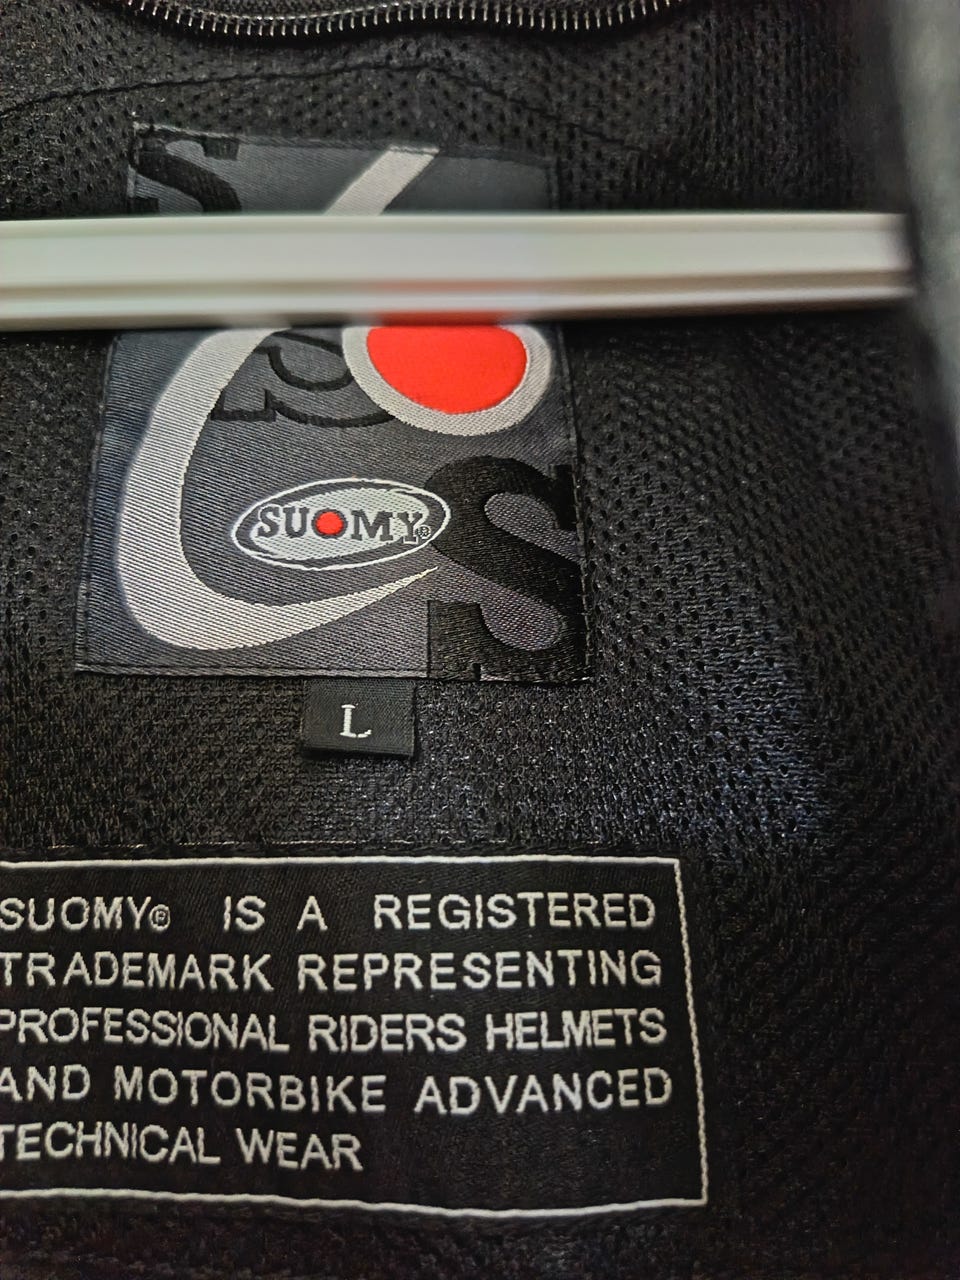 S
S
SUOMY®
S
L
SUOMY® IS A REGISTERED
TRADEMARK REPRESENTING
PROFESSIONAL RIDERS HELMETS
AND MOTORBIKE ADVANCED
TECHNICAL WEAR